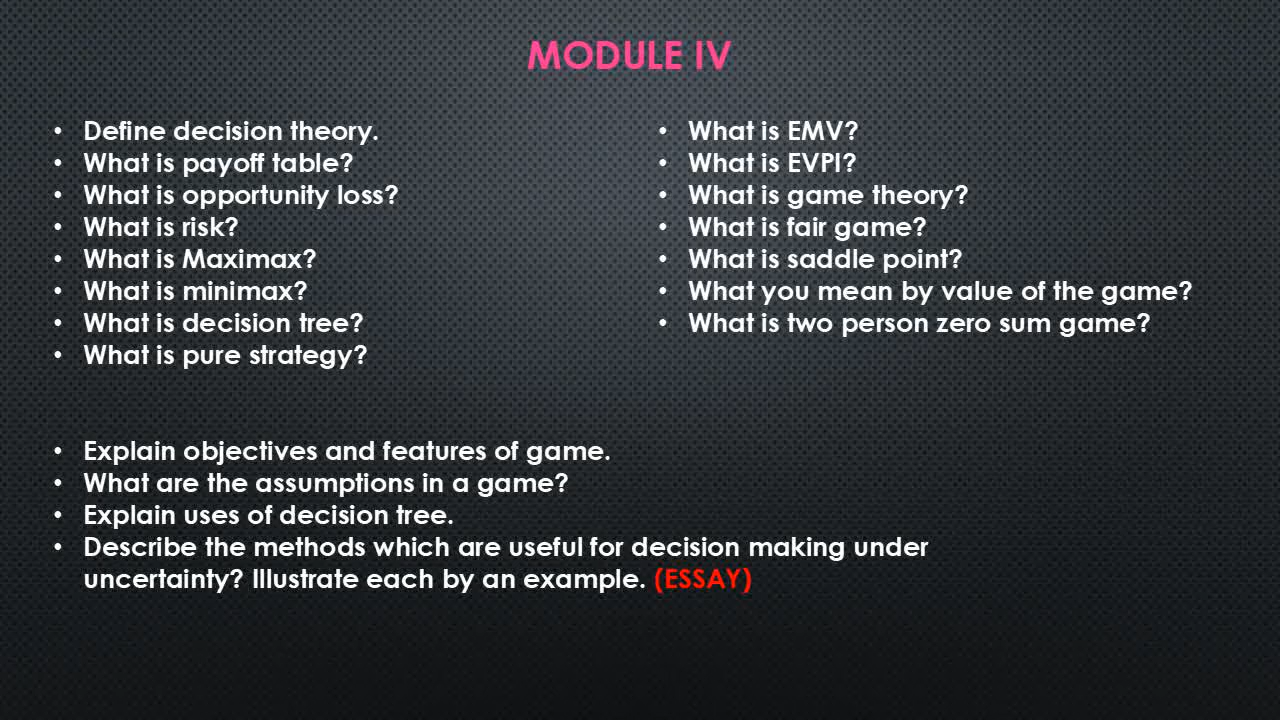 MODULE IV
• Define decision theory.
• What is payoff table?
• What is opportunity loss?
• What is risk?
• What is Maximax?
• What is minimax?
• What is decision tree?
• What is pure strategy?
• What is EMV?
• What is EVPI?
• What is game theory?
• What is fair game?
• What is saddle point?
• What you mean by value of the game?
• What is two person zero sum game?
• Explain objectives and features of game.
• What are the assumptions in a game?
• Explain uses of decision tree.
• Describe the methods which are useful for decision making under
uncertainty? Illustrate each by an example. (ESSAY)